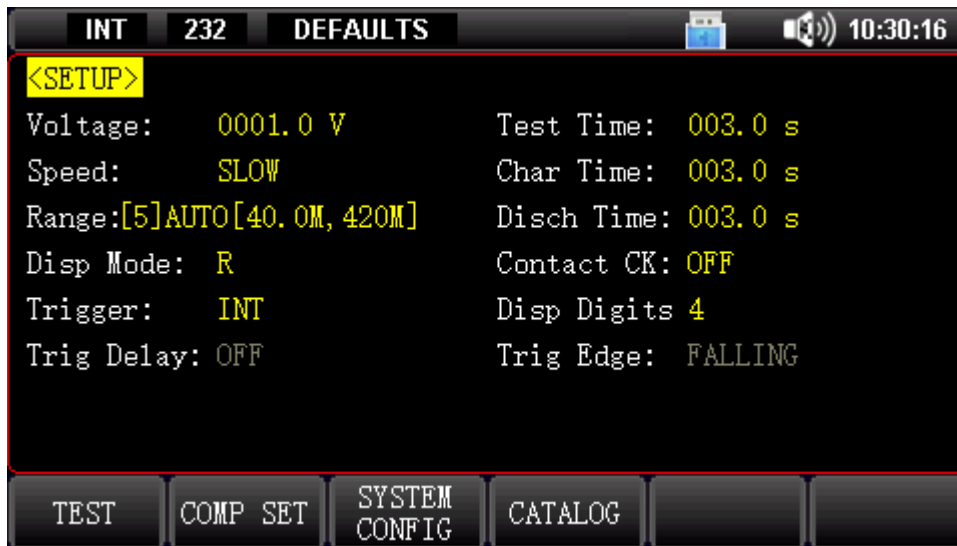 INT 232 DEFAULTS 10:30:16
<SETUP>
Voltage: 0001.0 V Test Time: 003.0 s
Speed: SLOW Char Time: 003.0 s
Range:[5]AUTO[40.0M,420M] Disch Time: 003.0 s
Disp Mode: R Contact CK: OFF
Trigger: INT Disp Digits 4
Trig Delay: OFF Trig Edge: FALLING
TEST COMP SET SYSTEM CONFIG CATALOG